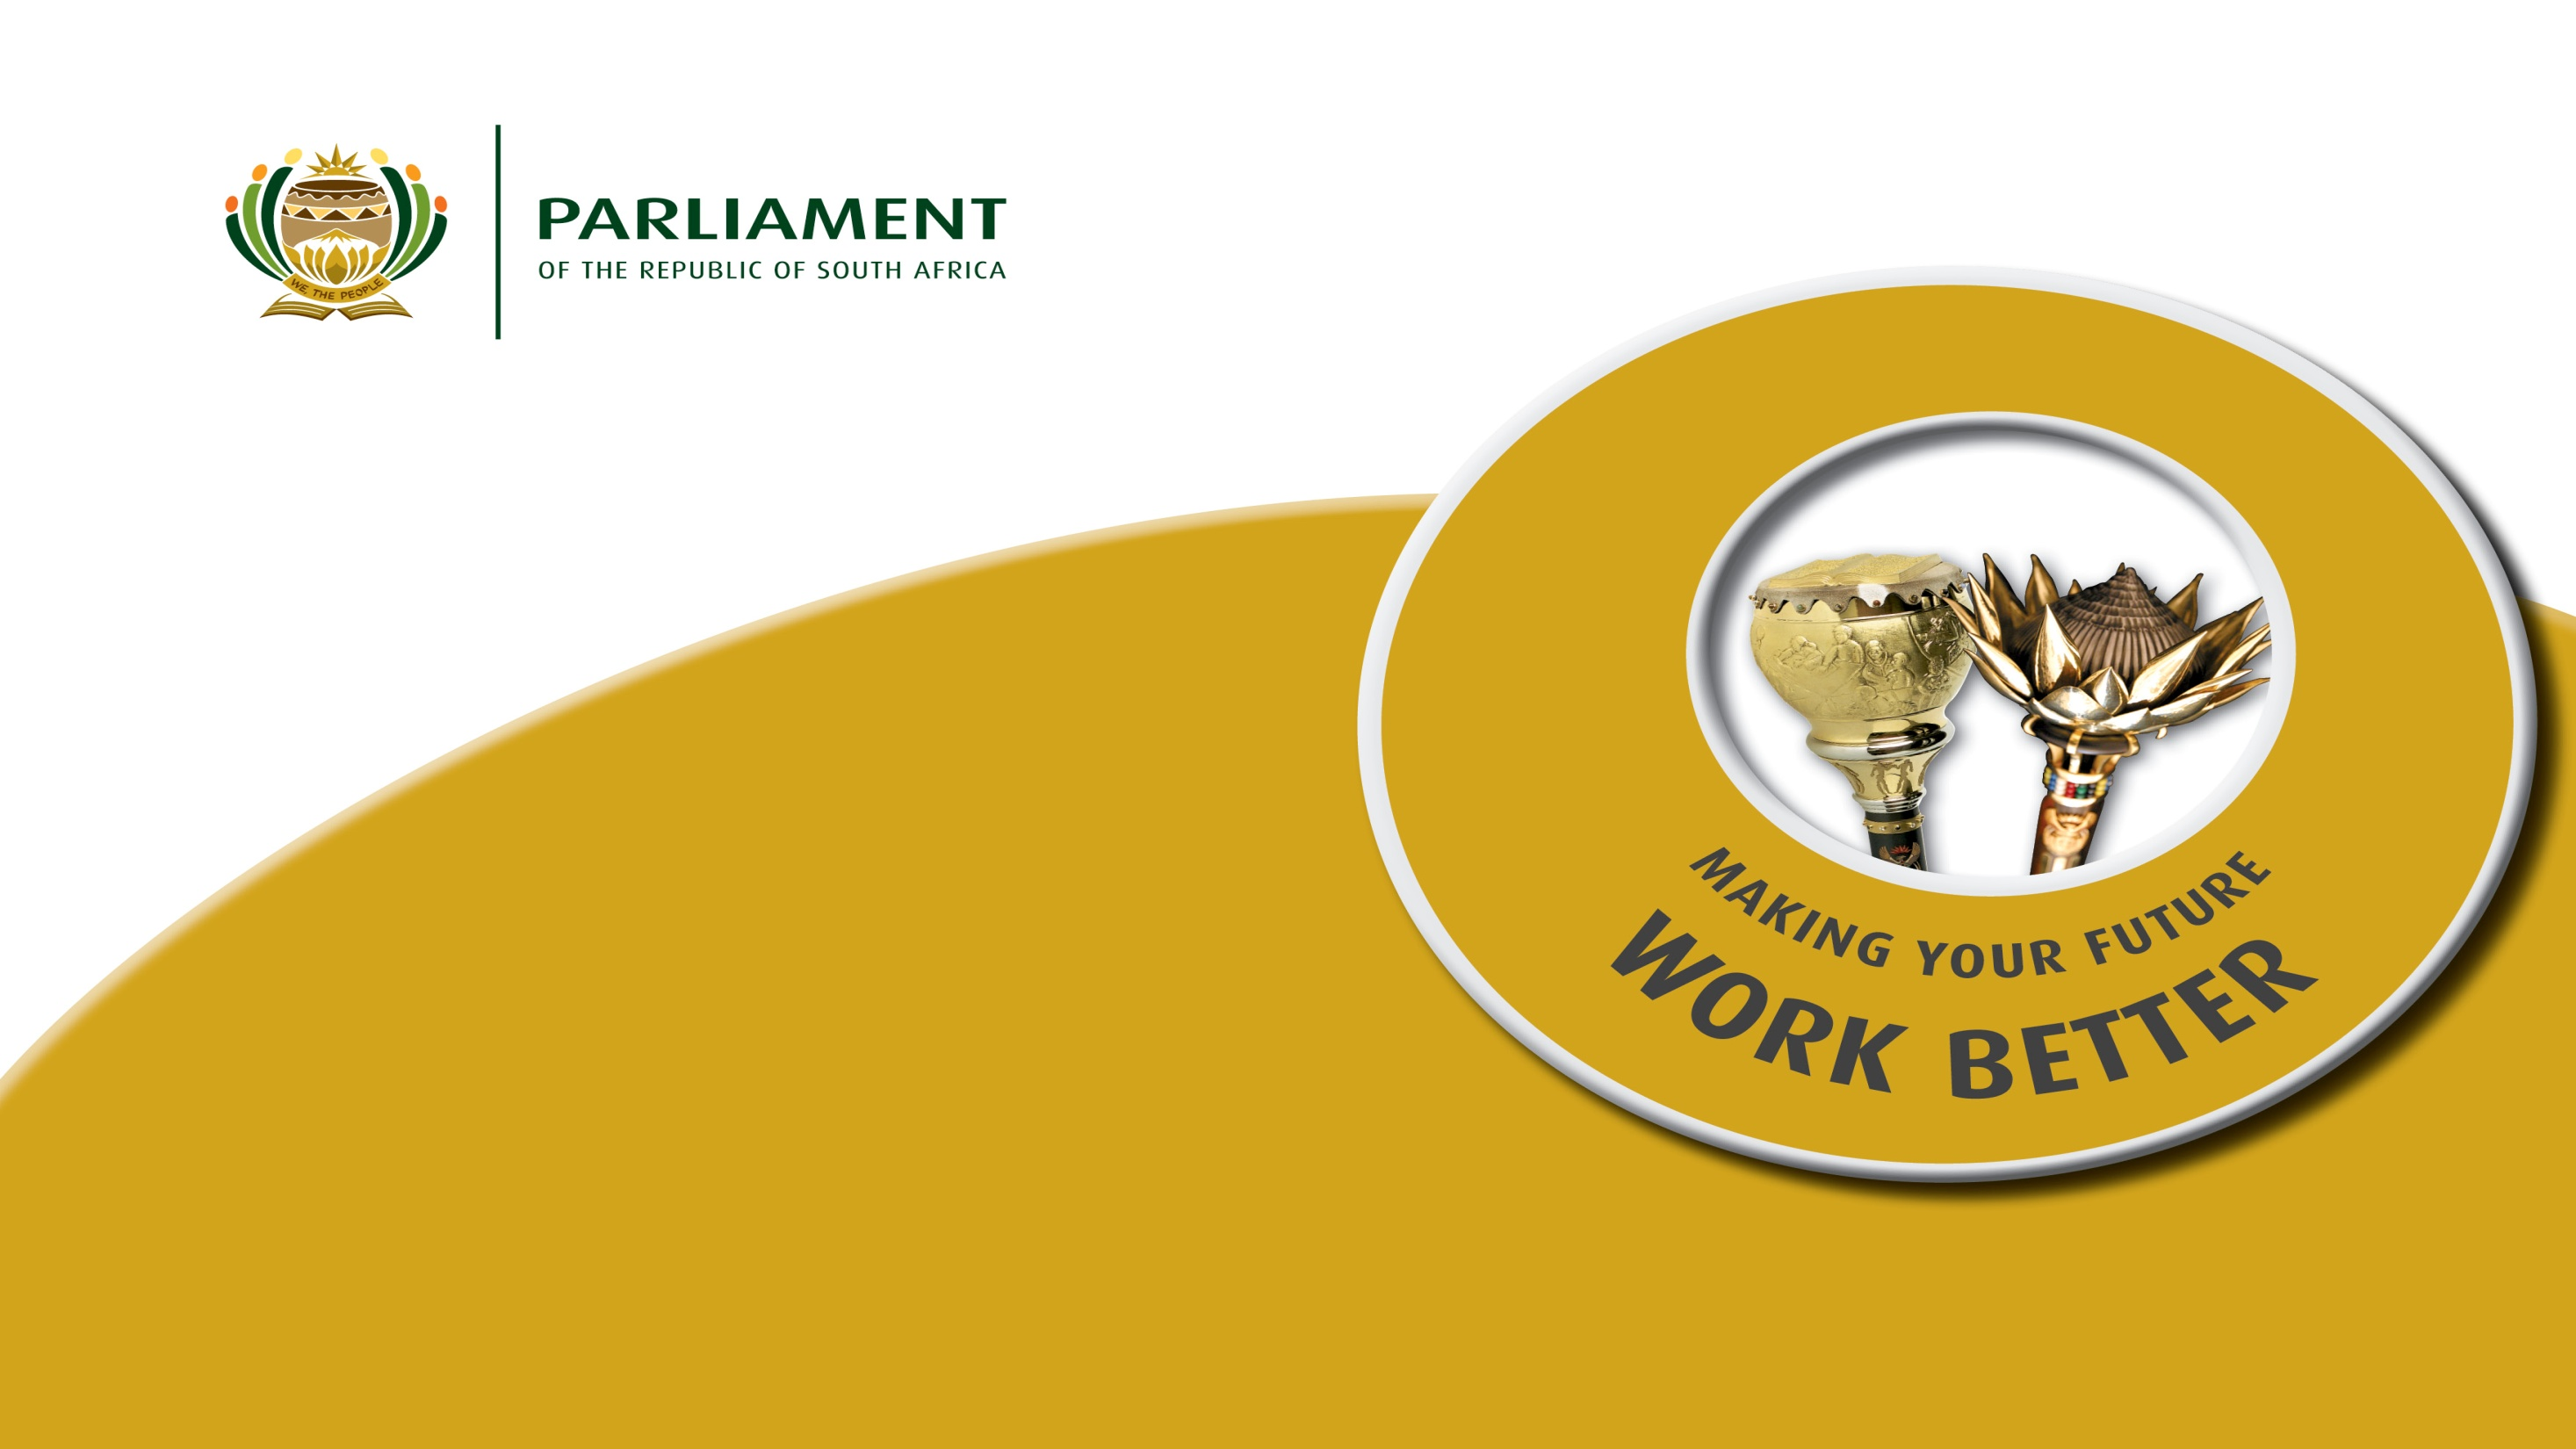 WE, THE PEOPLE
PARLIAMENT
OF THE REPUBLIC OF SOUTH AFRICA
MAKING YOUR FUTURE
WORK BETTER